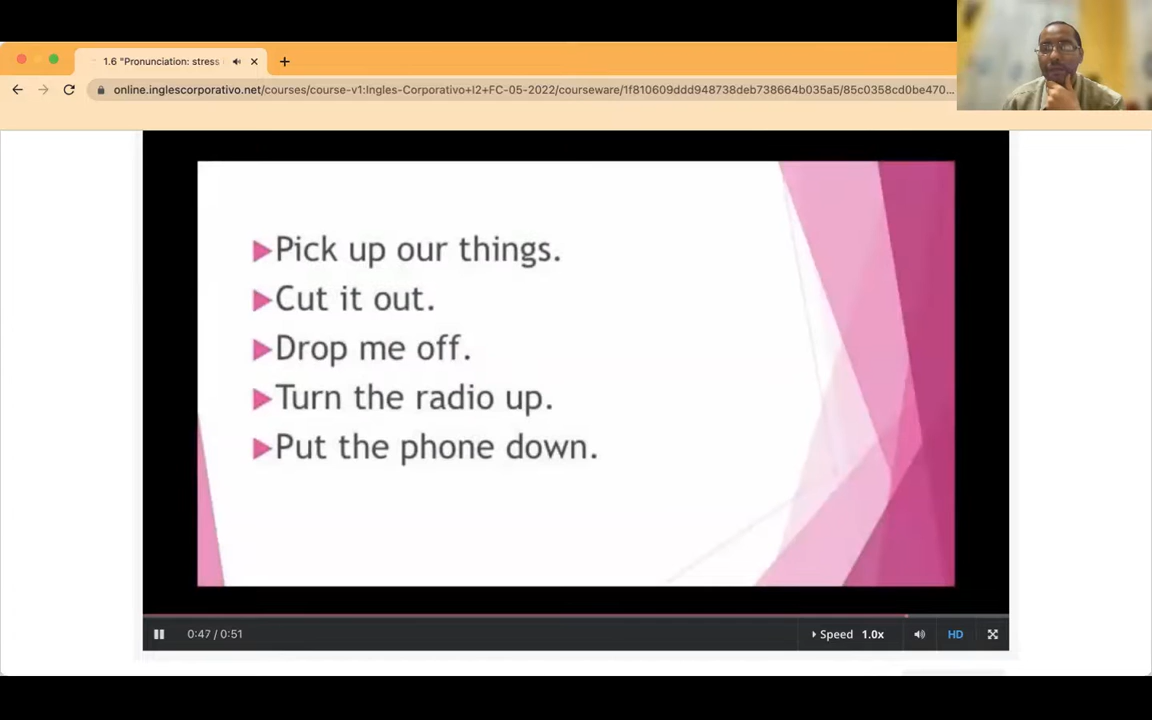 1.6 "Pronunciation: stress
online.inglescorporativo.net/courses/course-v1:Ingles-Corporativo+I2+FC-05-2022/courseware/1f810609ddd948738deb738664b035a5/85c0358cd0be470...
Pick up our things.
Cut it out.
Drop me off.
Turn the radio up.
Put the phone down.
0:47 / 0:51
Speed 1.0x
HD